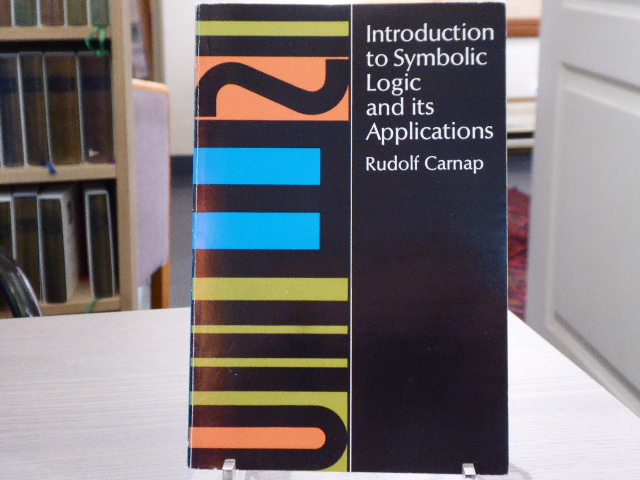 Introduction
to Symbolic
Logic
and its
Applications
Rudolf Carnap